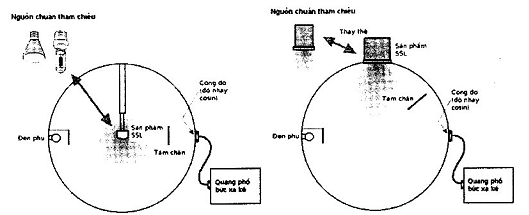 Nguồn chuẩn tham chiếu
Cổng đo
(độ nhạy
cosin)
Sản phẩm
SSL
Đèn phụ
Tấm chắn
Quang phổ
bức xạ kế
Nguồn chuẩn tham chiếu
Thay thế
Sản phẩm
SSL
Tấm chắn
Cổng đo
(độ nhạy
cosin)
Đèn phụ
Quang phổ
bức xạ kế